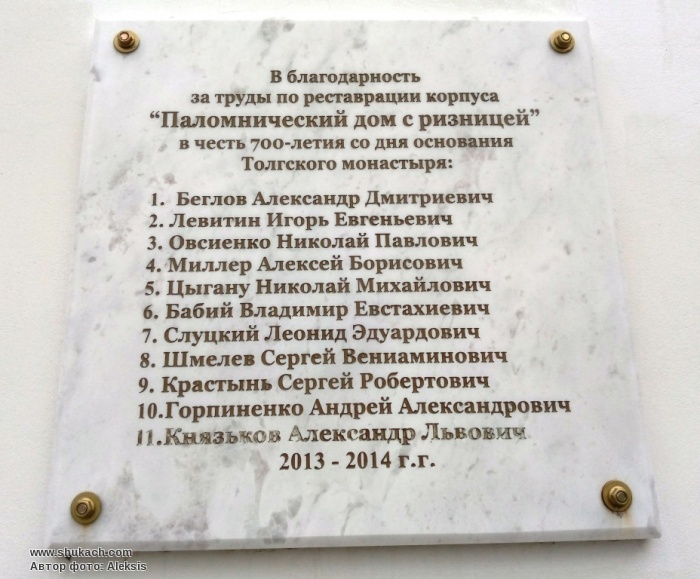 В благодарность
за труды по реставрации корпуса
“Паломнический дом с ризницей”
в честь 700-летия со дня основания
Толгского монастыря:
1. Беглов Александр Дмитриевич
2. Левитин Игорь Евгеньевич
3. Овсиенко Николай Павлович
4. Миллер Алексей Борисович
5. Цыгану Николай Михайлович
6. Бабий Владимир Евстахиевич
7. Слуцкий Леонид Эдуардович
8. Шмелев Сергей Вениаминович
9. Крастынь Сергей Робертович
10.Горпиненко Андрей Александрович
11.Князьков Александр Львович
2013 - 2014 г.г.
www.shukach.com
Автор фото: Aleksis